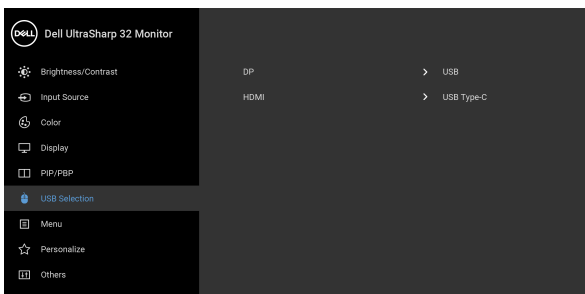 DELL Dell UltraSharp 32 Monitor
Brightness/Contrast
Input Source
Color
Display
PIP/PBP
USB Selection
Menu
Personalize
Others
DP > USB
HDMI > USB Type-C